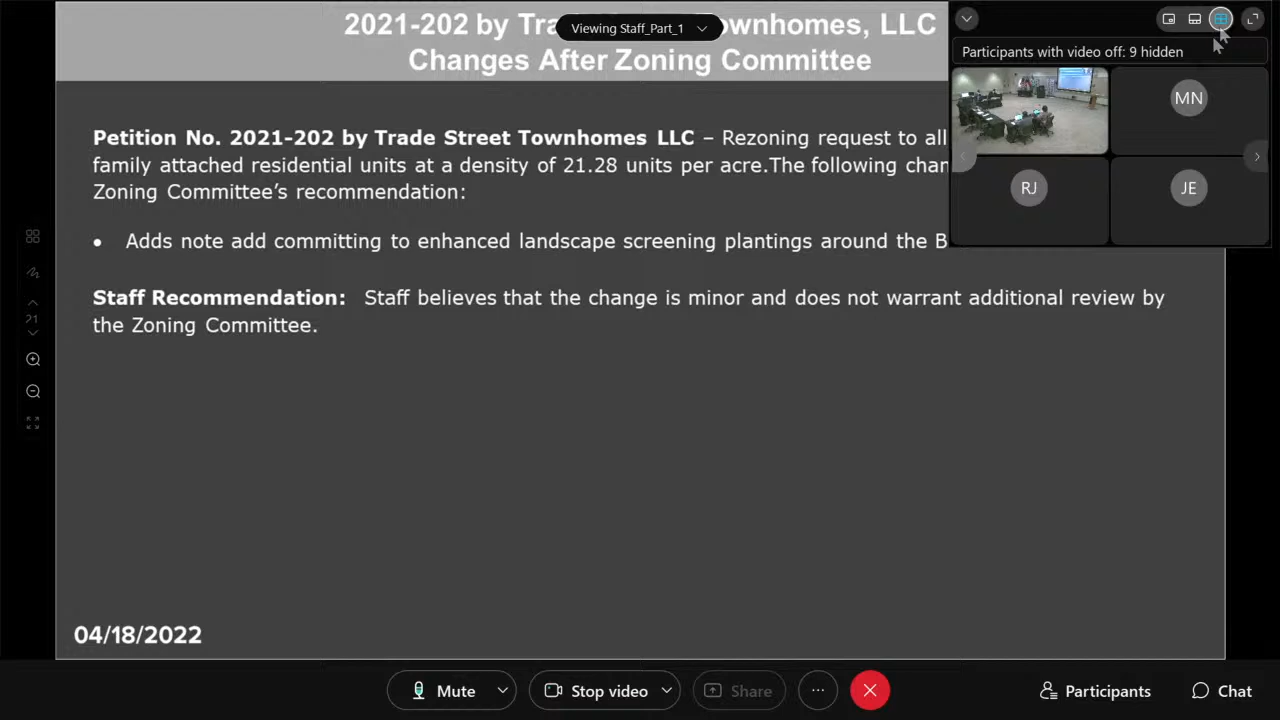 2021-202 by Tra ownhomes, LLC
Changes After Zoning Committee
Viewing Staff_Part_1
Participants with video off: 9 hidden
MN
RJ
JE
Petition No. 2021-202 by Trade Street Townhomes LLC – Rezoning request to all
family attached residential units at a density of 21.28 units per acre.The following chan
Zoning Committee's recommendation:
• Adds note add committing to enhanced landscape screening plantings around the B
Staff Recommendation: Staff believes that the change is minor and does not warrant additional review by
the Zoning Committee.
21
04/18/2022
Mute
Stop video
Share
Participants
Chat